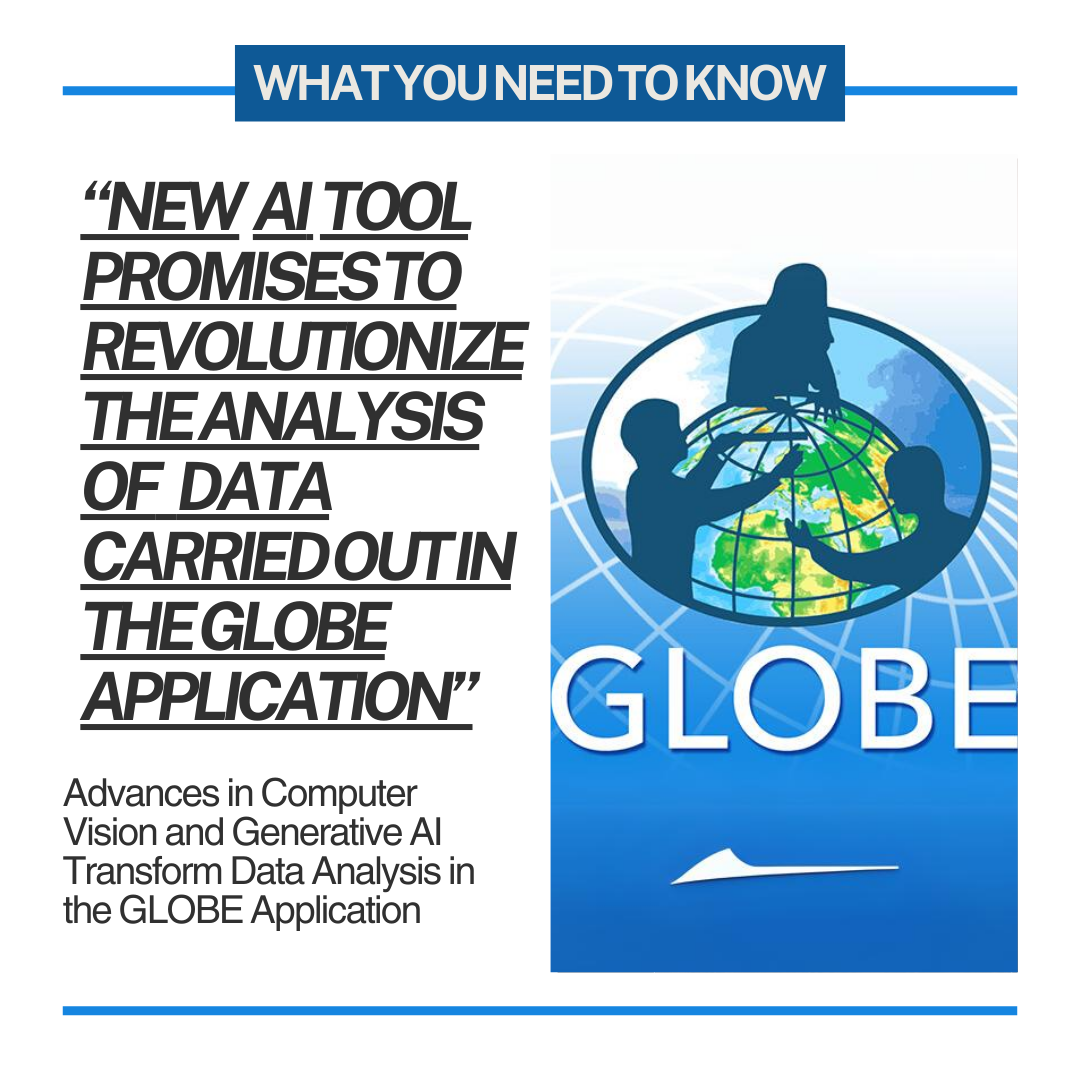 WHAT YOU NEED TO KNOW
“NEW AI TOOL
PROMISES TO
REVOLUTIONIZE
THE ANALYSIS
OF DATA
CARRIED OUT IN
THE GLOBE
APPLICATION”
Advances in Computer
Vision and Generative AI
Transform Data Analysis in
the GLOBE Application
GLOBE